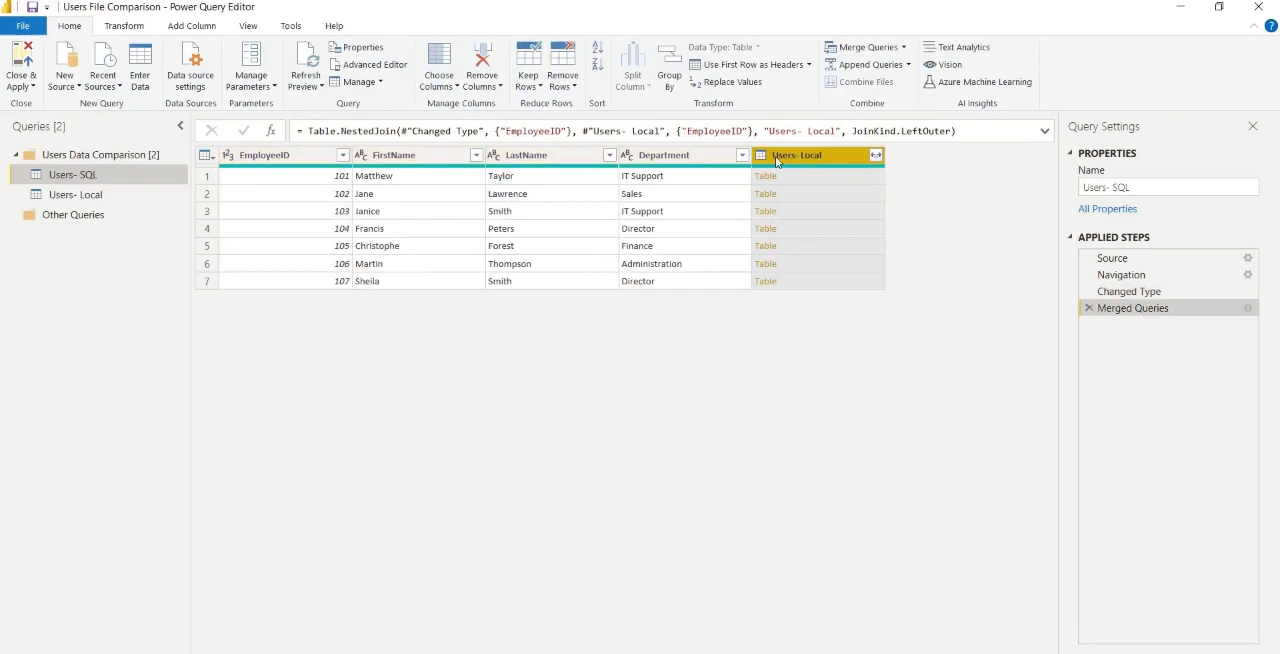 Users File Comparison - Power Query Editor
File Home Transform Add Column View Tools Help
Close & Apply
New Source
Recent Sources
Enter Data
Data source settings
Manage Parameters
Refresh Preview
Properties
Advanced Editor
Manage
Choose Columns
Remove Columns
Keep Rows
Remove Rows
Split Column
Group By
Data Type: Table
Use First Row as Headers
Replace Values
Merge Queries
Append Queries
Combine Files
Text Analytics
Vision
Azure Machine Learning
Close New Query Data Sources Parameters Query Manage Columns Reduce Rows Sort Transform Combine AI Insights
Queries [2]
Users Data Comparison [2]
Users- SQL
Users- Local
Other Queries
fx = Table.NestedJoin(#"Changed Type", {"EmployeeID"}, #"Users- Local", {"EmployeeID"}, "Users- Local", JoinKind.LeftOuter)
EmployeeID FirstName LastName Department Users- Local
1 101 Matthew Taylor IT Support Table
2 102 Jane Lawrence Sales Table
3 103 Janice Smith IT Support Table
4 104 Francis Peters Director Table
5 105 Christophe Forest Finance Table
6 106 Martin Thompson Administration Table
7 107 Sheila Smith Director Table
Query Settings
PROPERTIES
Name
Users- SQL
All Properties
APPLIED STEPS
Source
Navigation
Changed Type
Merged Queries